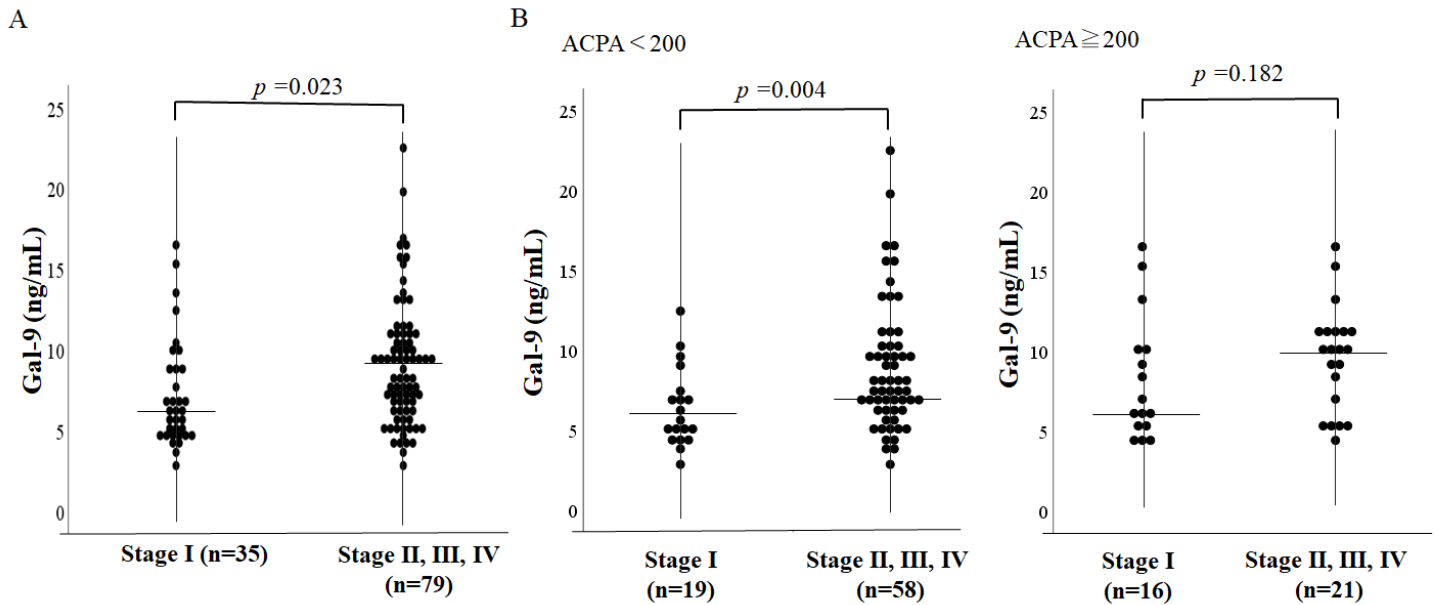 A
p =0.023
Gal-9 (ng/mL)
25
20
15
10
5
0
Stage I (n=35)
Stage II, III, IV
(n=79)
B
ACPA＜200
p =0.004
Gal-9 (ng/mL)
25
20
15
10
5
0
Stage I
(n=19)
Stage II, III, IV
(n=58)
ACPA≧200
p =0.182
Gal-9 (ng/mL)
25
20
15
10
5
0
Stage I
(n=16)
Stage II, III, IV
(n=21)